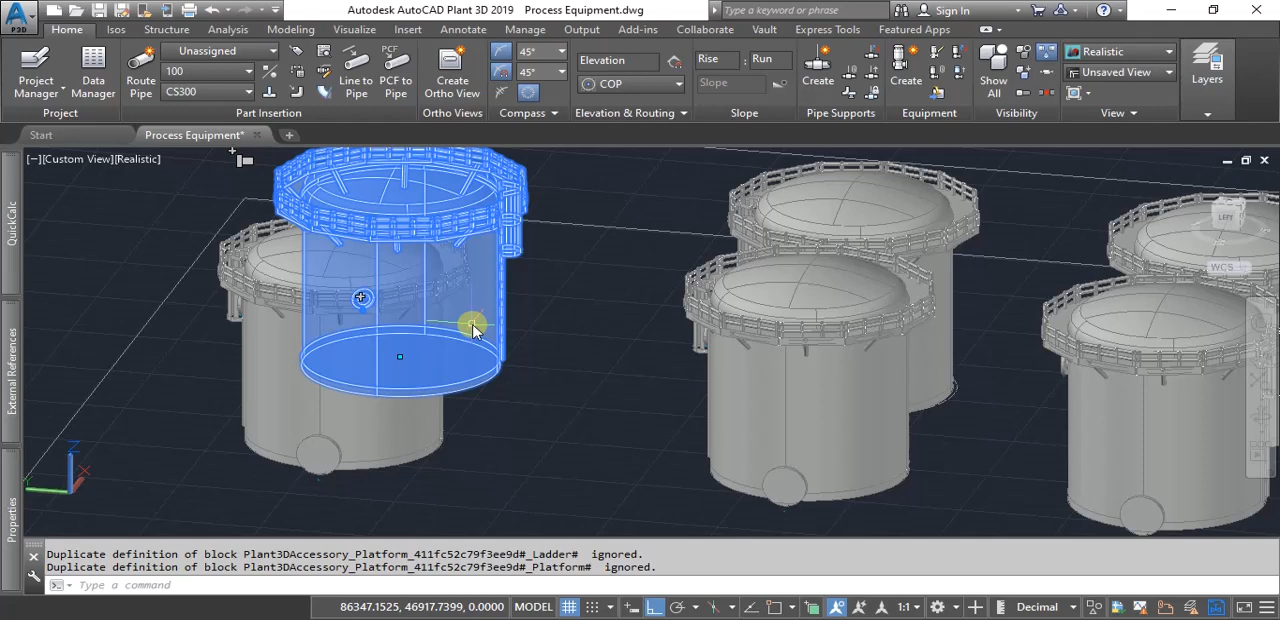 Autodesk AutoCAD Plant 3D 2019 Process Equipment.dwg
Type a keyword or phrase
Sign In
A
P3D
Home Isos Structure Analysis Modeling Visualize Insert Annotate Manage Output Add-ins Collaborate Vault Express Tools Featured Apps
Project Manager
Data Manager
Project
Route Pipe
Unassigned
100
CS300
Line to Pipe
PCF to Pipe
Part Insertion
Create Ortho View
Ortho Views
45°
45°
Compass
Elevation
COP
Elevation & Routing
Rise : Run
Slope
Slope
Create
Pipe Supports
Create
Equipment
Show All
Visibility
Realistic
Unsaved View
View
Layers
Start
Process Equipment*
[−][Custom View][Realistic]
QuickCalc
External References
Properties
LEFT
WCS
Z
X
Y
Duplicate definition of block Plant3DAccessory_Platform_411fc52c79f3ee9d#_Ladder# ignored.
Duplicate definition of block Plant3DAccessory_Platform_411fc52c79f3ee9d#_Platform# ignored.
Type a command
86347.1525, 46917.7399, 0.0000 MODEL 1:1 Decimal